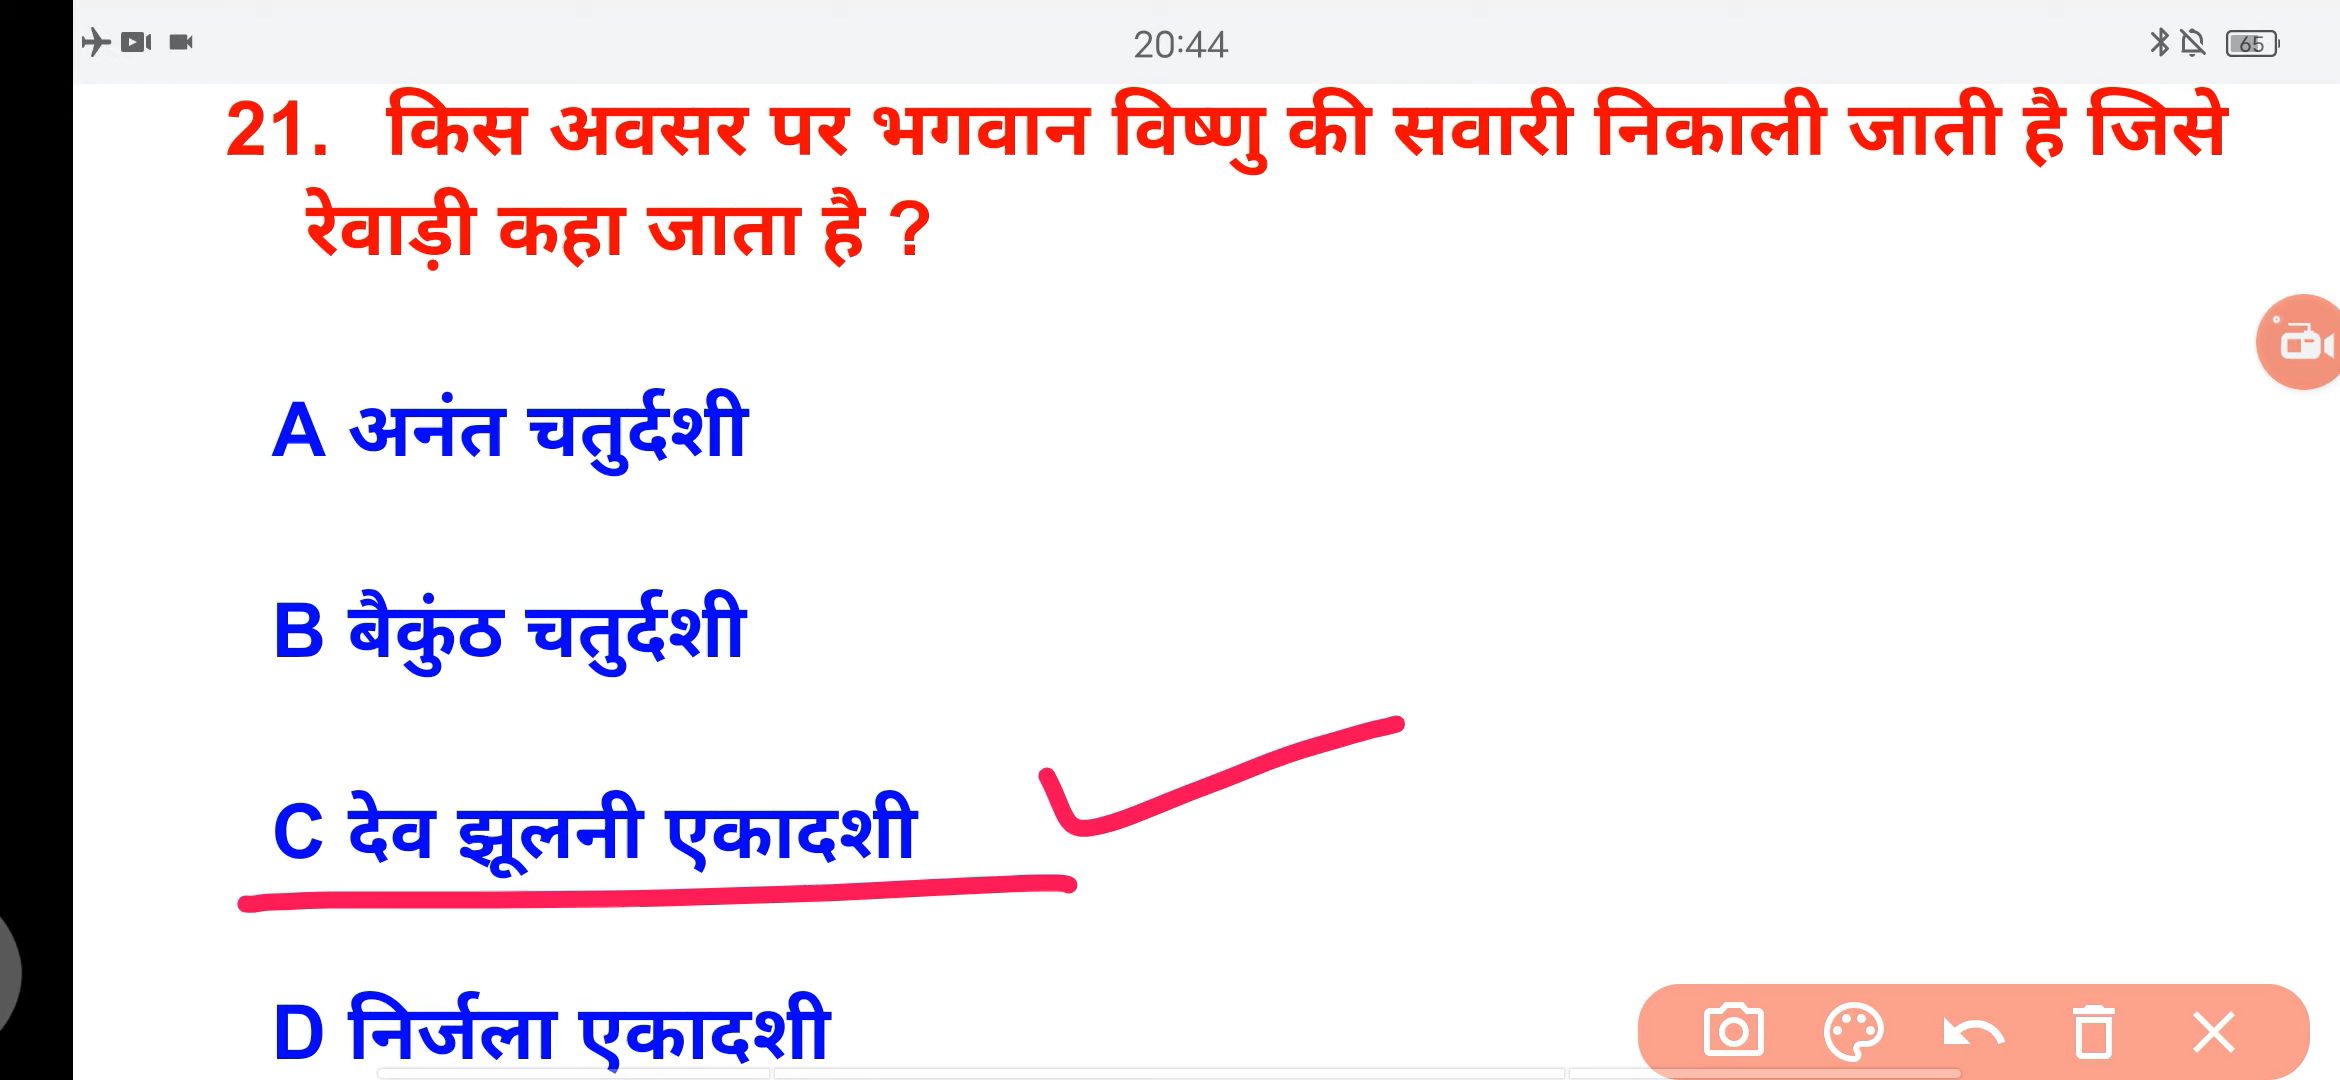 20:44
65
21. किस अवसर पर भगवान विष्णु की सवारी निकाली जाती है जिसे
रेवाड़ी कहा जाता है ?
A अनंत चतुर्दशी
B बैकुंठ चतुर्दशी
C देव झूलनी एकादशी
D निर्जला एकादशी